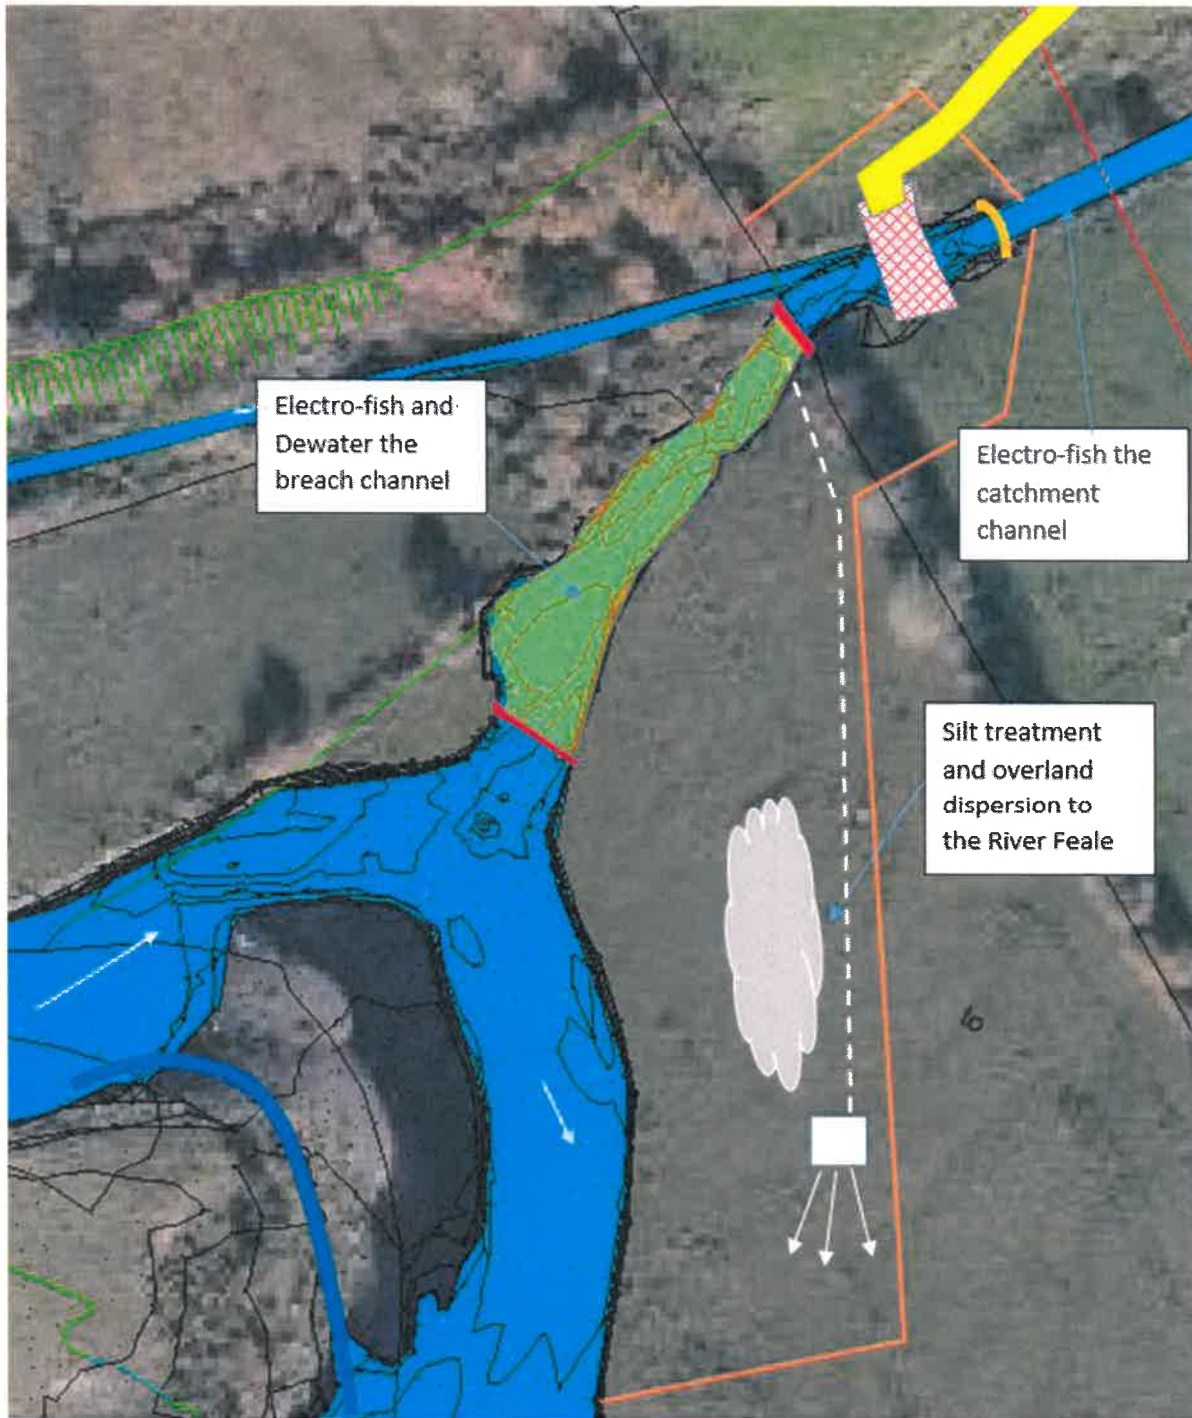 Electro-fish and
Dewater the
breach channel
Electro-fish the
catchment
channel
Silt treatment
and overland
dispersion to
the River Feale